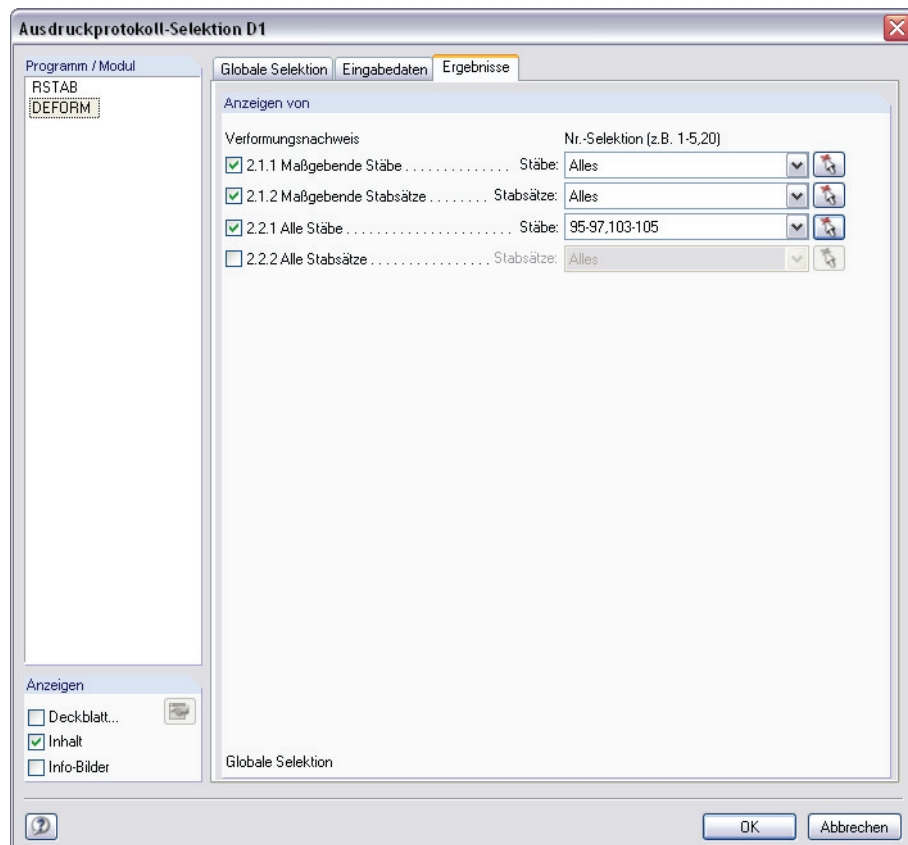 Ausdruckprotokoll-Selektion D1
Programm / Modul
RSTAB
DEFORM
Globale Selektion Eingabedaten Ergebnisse
Anzeigen von
Verformungsnachweis Nr.-Selektion (z.B. 1-5,20)
2.1.1 Maßgebende Stäbe . . . . . . . . . . . . . . Stäbe: Alles
2.1.2 Maßgebende Stabsätze . . . . . . . . Stabsätze: Alles
2.2.1 Alle Stäbe . . . . . . . . . . . . . . . . . . . . . . Stäbe: 95-97,103-105
2.2.2 Alle Stabsätze . . . . . . . . . . . . . . . . Stabsätze: Alles
Anzeigen
Deckblatt...
Inhalt
Info-Bilder
Globale Selektion
OK Abbrechen